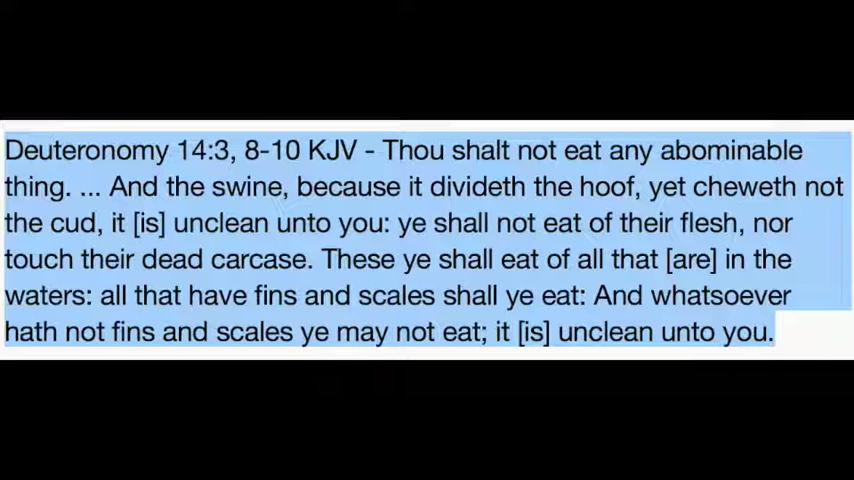 Deuteronomy 14:3, 8-10 KJV - Thou shalt not eat any abominable
thing. ... And the swine, because it divideth the hoof, yet cheweth not
the cud, it [is] unclean unto you: ye shall not eat of their flesh, nor
touch their dead carcase. These ye shall eat of all that [are] in the
waters: all that have fins and scales shall ye eat: And whatsoever
hath not fins and scales ye may not eat; it [is] unclean unto you.